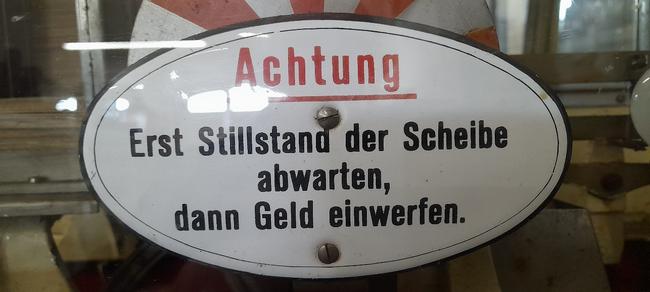 Achtung
Erst Stillstand der Scheibe
abwarten,
dann Geld einwerfen.